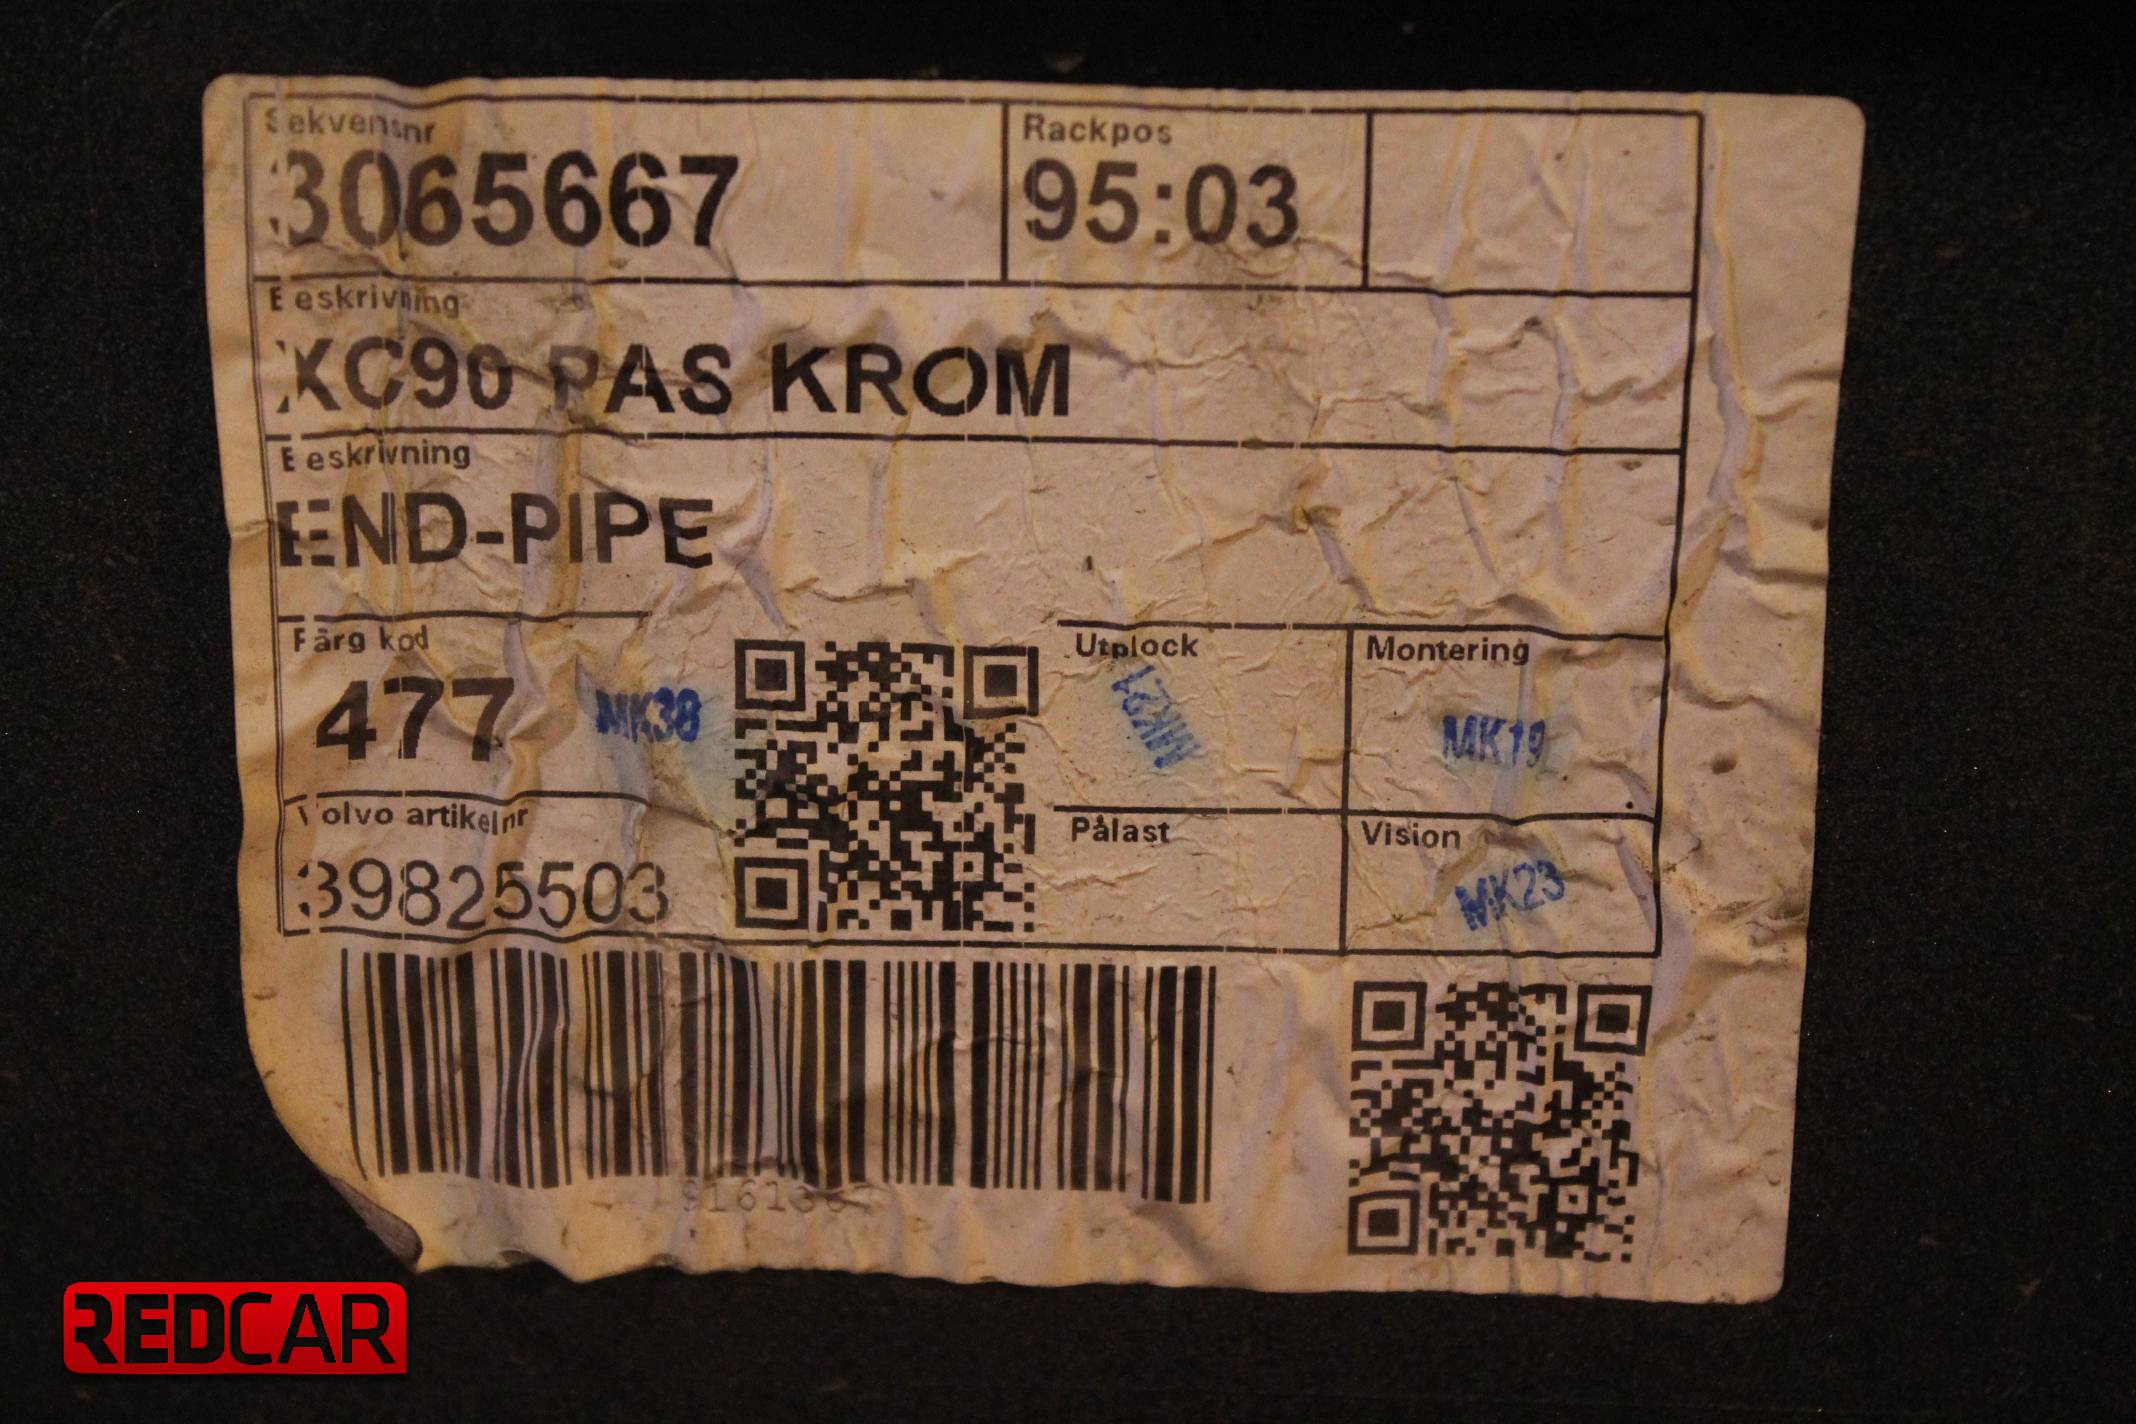 Sekvensnr
3065667
Rackpos
95:03
Beskrivning
XC90 PAS KROM
Beskrivning
END-PIPE
Färg kod
477
MK38
Utplock
MK21
Montering
MK19
Volvo artikelnr
39825503
Pålast
Vision
MK23
REDCAR